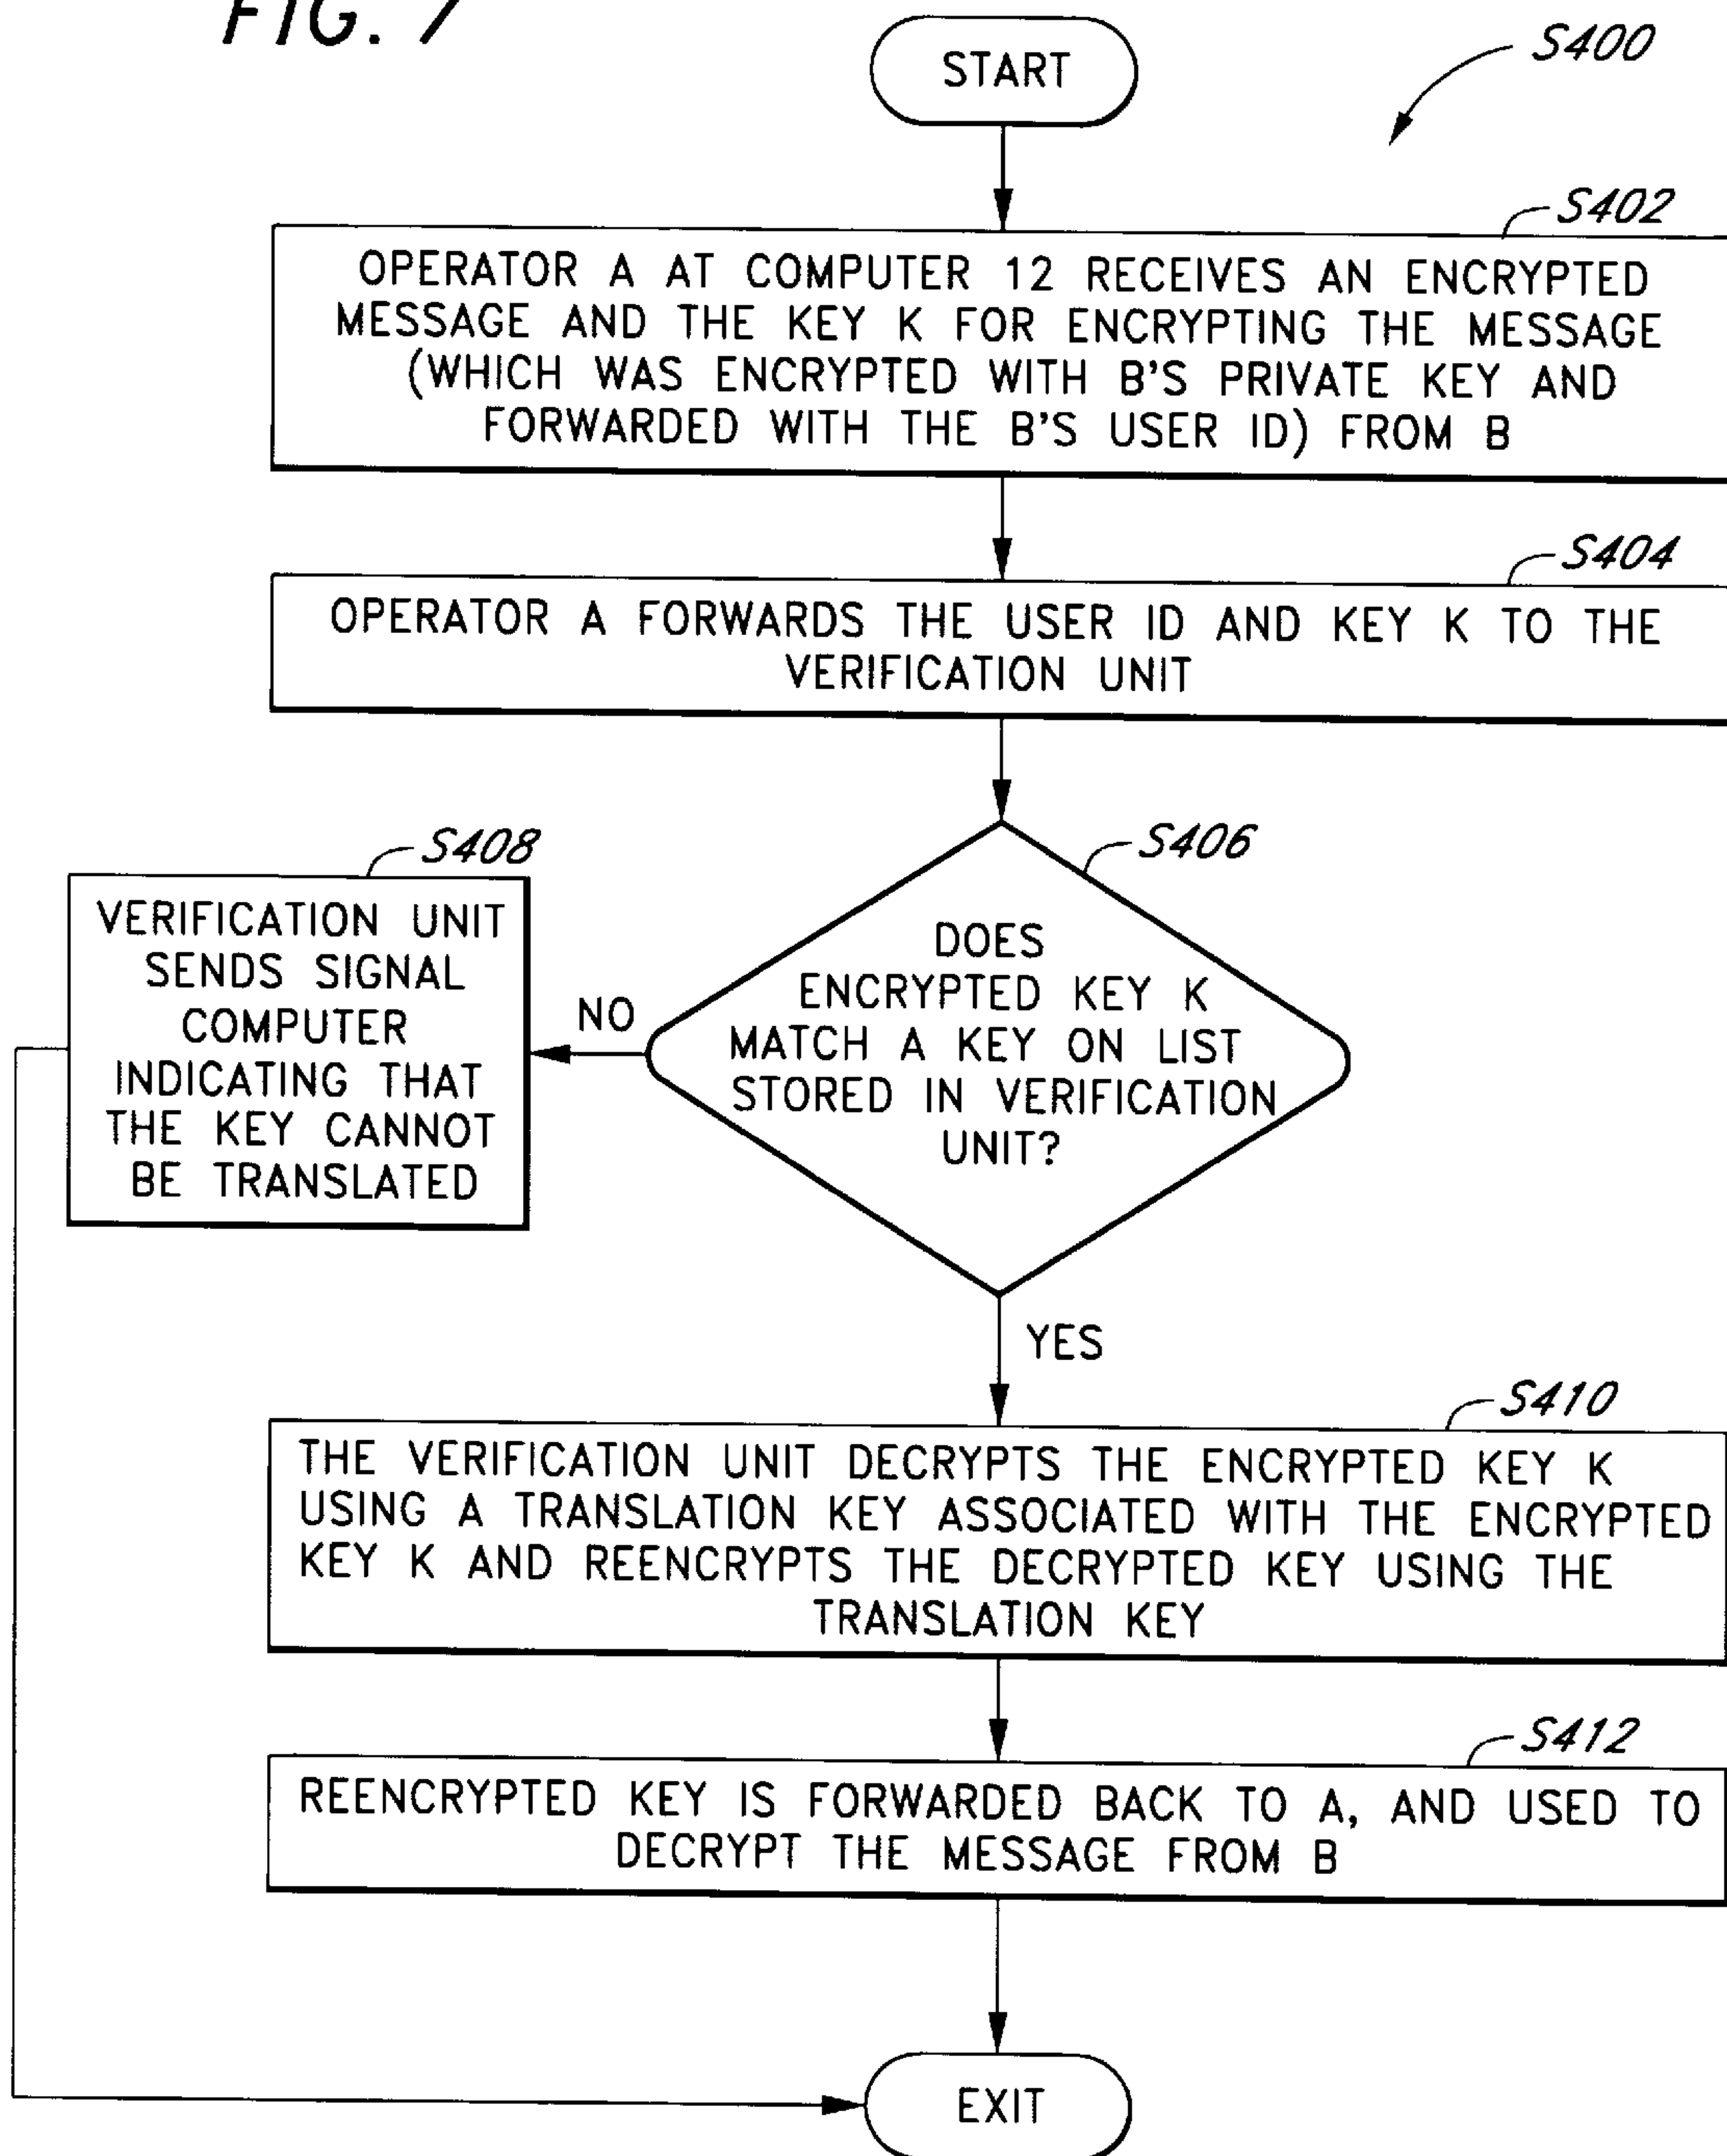 FIG. 7
START
S400
S402
OPERATOR A AT COMPUTER 12 RECEIVES AN ENCRYPTED
MESSAGE AND THE KEY K FOR ENCRYPTING THE MESSAGE
(WHICH WAS ENCRYPTED WITH B'S PRIVATE KEY AND
FORWARDED WITH THE B'S USER ID) FROM B
S404
OPERATOR A FORWARDS THE USER ID AND KEY K TO THE
VERIFICATION UNIT
S406
DOES
ENCRYPTED KEY K
MATCH A KEY ON LIST
STORED IN VERIFICATION
UNIT?
NO
S408
VERIFICATION UNIT
SENDS SIGNAL
COMPUTER
INDICATING THAT
THE KEY CANNOT
BE TRANSLATED
YES
S410
THE VERIFICATION UNIT DECRYPTS THE ENCRYPTED KEY K
USING A TRANSLATION KEY ASSOCIATED WITH THE ENCRYPTED
KEY K AND REENCRYPTS THE DECRYPTED KEY USING THE
TRANSLATION KEY
S412
REENCRYPTED KEY IS FORWARDED BACK TO A, AND USED TO
DECRYPT THE MESSAGE FROM B
EXIT